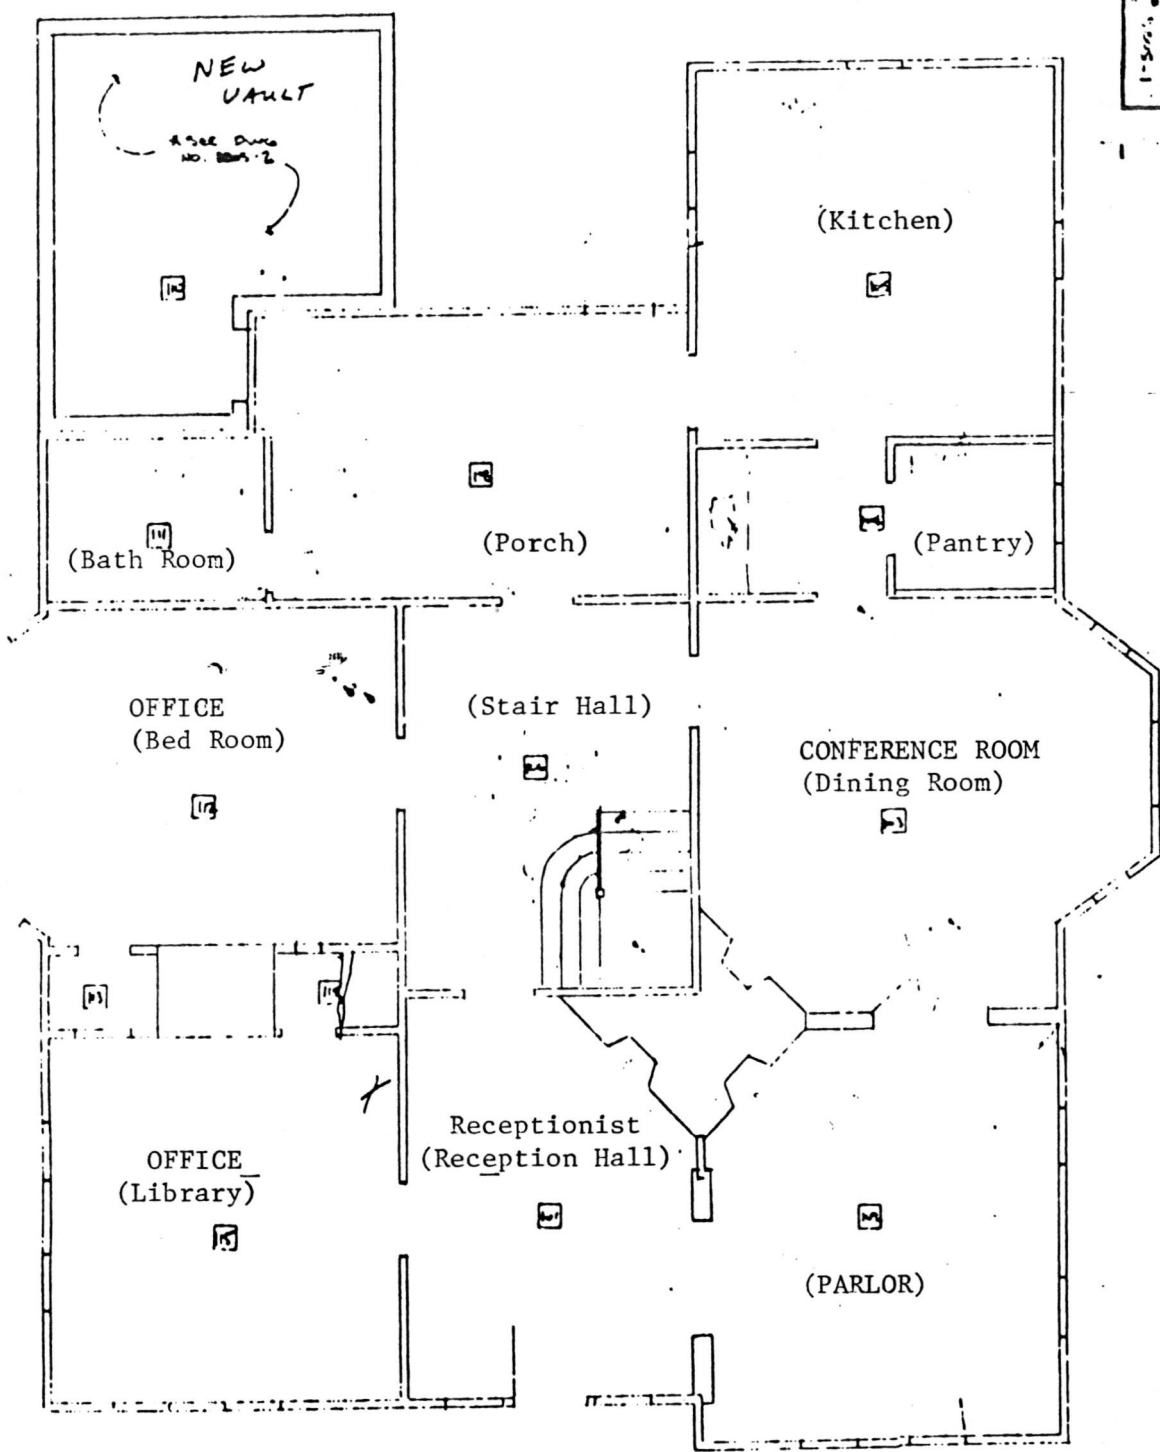 NEW
VAULT
(Kitchen)
(Porch)
(Pantry)
111
(Bath Room)
OFFICE
(Bed Room)
(Stair Hall)
CONFERENCE ROOM
(Dining Room)
Receptionist
(Reception Hall)
OFFICE
(Library)
(PARLOR)